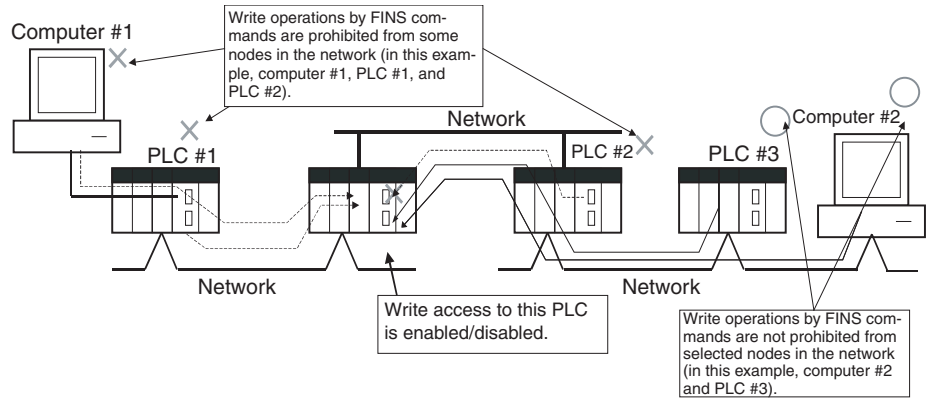 Computer #1
Write operations by FINS com-
mands are prohibited from some
nodes in the network (in this exam-
ple, computer #1, PLC #1, and
PLC #2).
Network
Computer #2
PLC #1
PLC #2
PLC #3
Network
Network
Write access to this PLC
is enabled/disabled.
Write operations by FINS com-
mands are not prohibited from
selected nodes in the network
(in this example, computer #2
and PLC #3).